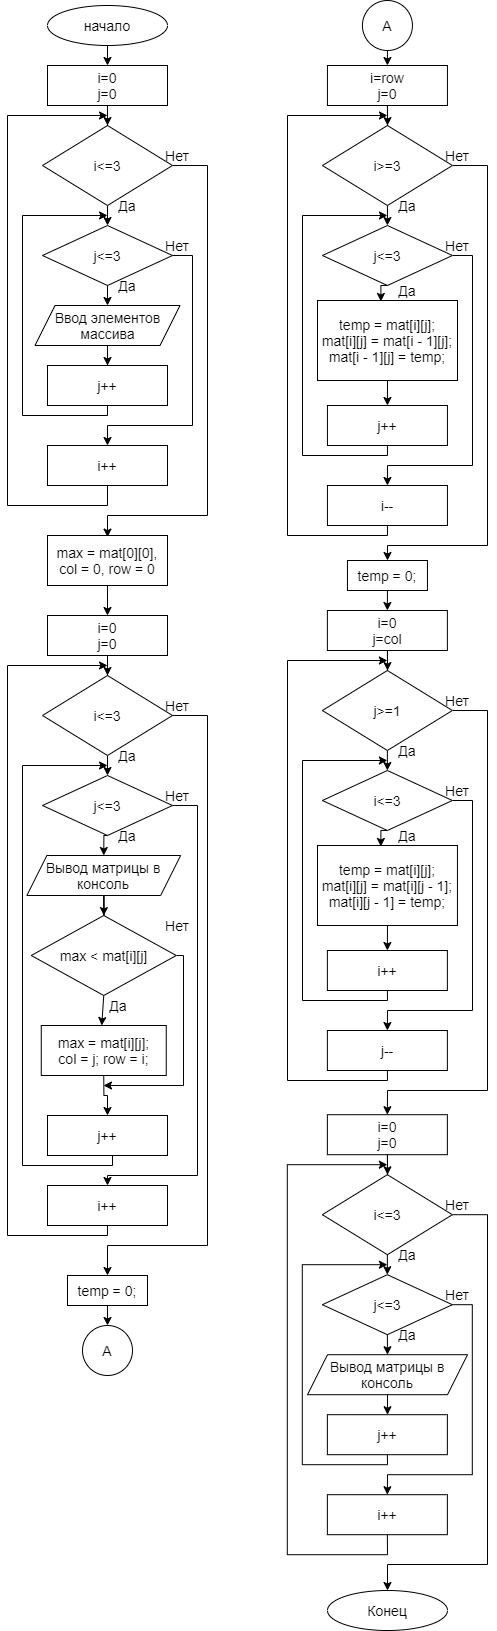 начало
i=0
j=0
i<=3
Нет
Да
j<=3
Нет
Да
Ввод элементов
массива
j++
i++
max = mat[0][0],
col = 0, row = 0
i=0
j=0
i<=3
Нет
Да
j<=3
Нет
Да
Вывод матрицы в
консоль
Нет
max < mat[i][j]
Да
max = mat[i][j];
col = j; row = i;
j++
i++
temp = 0;
A
A
i=row
j=0
i>=3
Нет
Да
j<=3
Нет
Да
temp = mat[i][j];
mat[i][j] = mat[i - 1][j];
mat[i - 1][j] = temp;
j++
i--
temp = 0;
i=0
j=col
j>=1
Нет
Да
i<=3
Нет
Да
temp = mat[i][j];
mat[i][j] = mat[i][j - 1];
mat[i][j - 1] = temp;
i++
j--
i=0
j=0
i<=3
Нет
Да
j<=3
Нет
Да
Вывод матрицы в
консоль
j++
i++
Конец